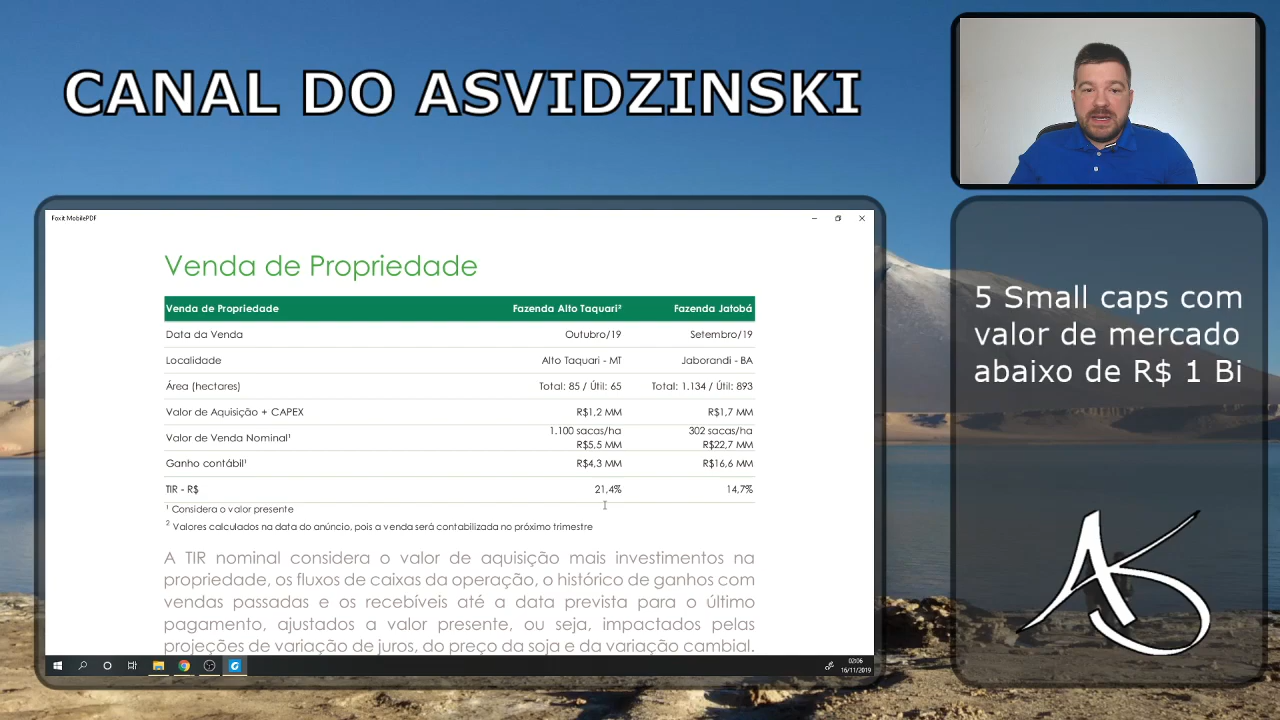 CANAL DO ASVIDZINSKI
Foxit MobilePDF
Venda de Propriedade
Venda de Propriedade Fazenda Alto Taquari² Fazenda Jatobá
Data da Venda Outubro/19 Setembro/19
Localidade Alto Taquari - MT Jaborandi - BA
Área (hectares) Total: 85 / Útil: 65 Total: 1.134 / Útil: 893
Valor de Aquisição + CAPEX R$1,2 MM R$1,7 MM
Valor de Venda Nominal¹ 1.100 sacas/ha 302 sacas/ha
R$5,5 MM R$22,7 MM
Ganho contábil¹ R$4,3 MM R$16,6 MM
TIR - R$ 21,4% 14,7%
¹ Considera o valor presente
² Valores calculados na data do anúncio, pois a venda será contabilizada no próximo trimestre
A TIR nominal considera o valor de aquisição mais investimentos na
propriedade, os fluxos de caixas da operação, o histórico de ganhos com
vendas passadas e os recebíveis até a data prevista para o último
pagamento, ajustados a valor presente, ou seja, impactados pelas
projeções de variação de juros, do preço da soja e da variação cambial.
02:06
16/11/2019
5 Small caps com
valor de mercado
abaixo de R$ 1 Bi